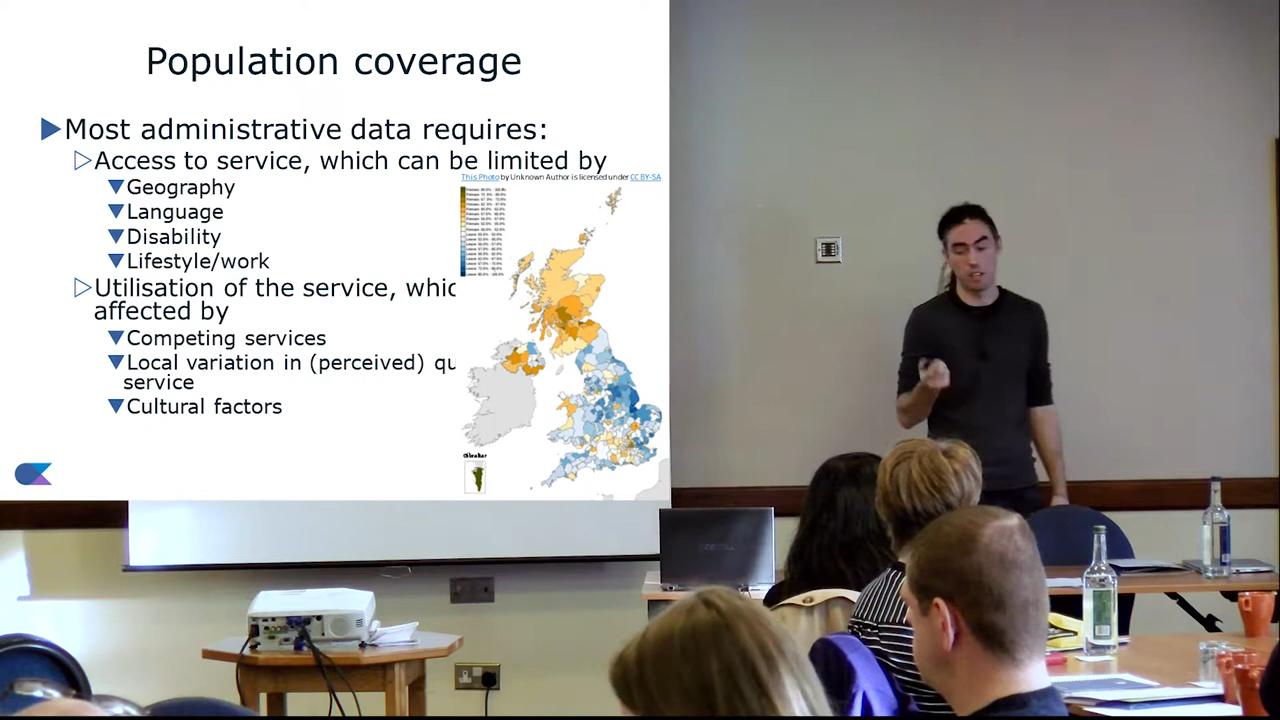 Population coverage
Most administrative data requires:
Access to service, which can be limited by
This Photo by Unknown Author is licensed under CC BY-SA
Geography
Language
Disability
Lifestyle/work
Utilisation of the service, whic
affected by
Competing services
Local variation in (perceived) qu
service
Cultural factors
Gibraltar